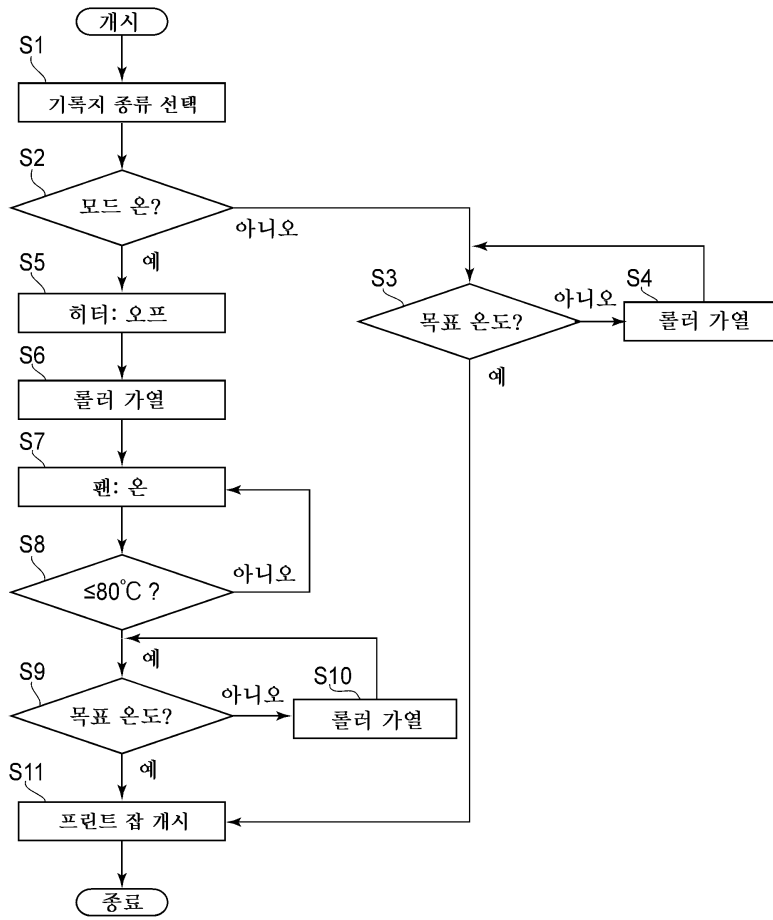 개시
S1
기록지 종류 선택
S2
모드 온?
아니오
예
S5
히터: 오프
S3
목표 온도?
아니오
S4
롤러 가열
예
S6
롤러 가열
S7
팬: 온
S8
≤80℃ ?
아니오
예
S9
목표 온도?
아니오
S10
롤러 가열
예
S11
프린트 잡 개시
종료